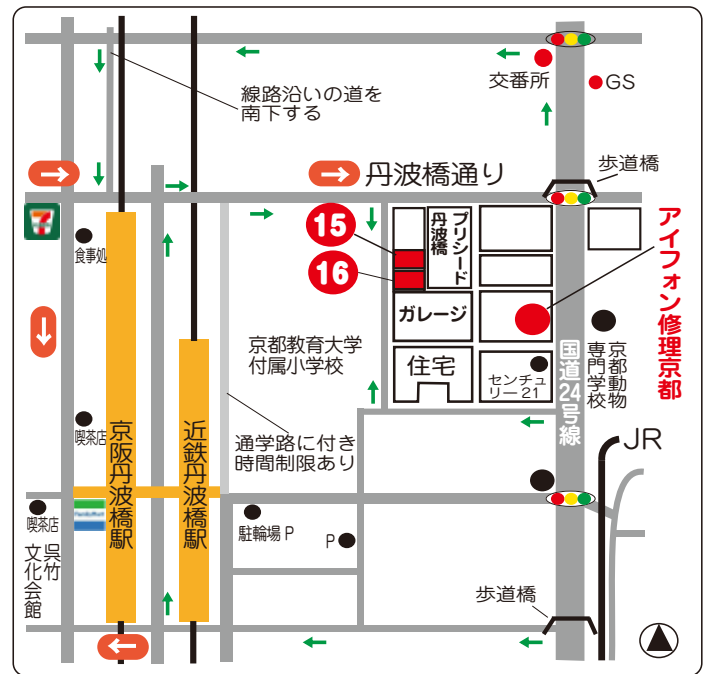 交番所
GS
線路沿いの道を
南下する
歩道橋
→
丹波橋通り
15
16
プリシード
丹波橋
7
食事処
アイフォン修理京都
ガレージ
京都教育大学
付属小学校
住宅
センチュ
リー21
国道24号線
京都動物
専門学校
喫茶店
京阪丹波橋駅
近鉄丹波橋駅
通学路に付き
時間制限あり
JR
FamilyMart
喫茶店
駐輪場 P
P
呉竹
文化会館
歩道橋